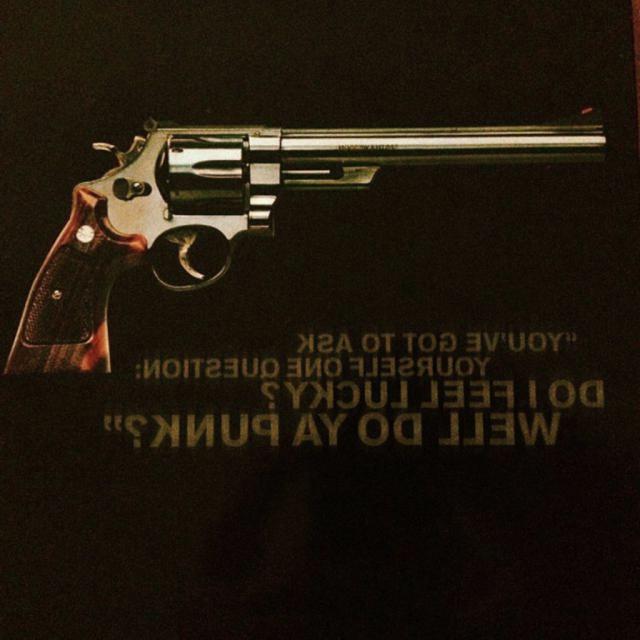 "YOU'VE GOT TO ASK
YOURSELF ONE QUESTION:
DO I FEEL LUCKY?
WELL DO YA PUNK?"